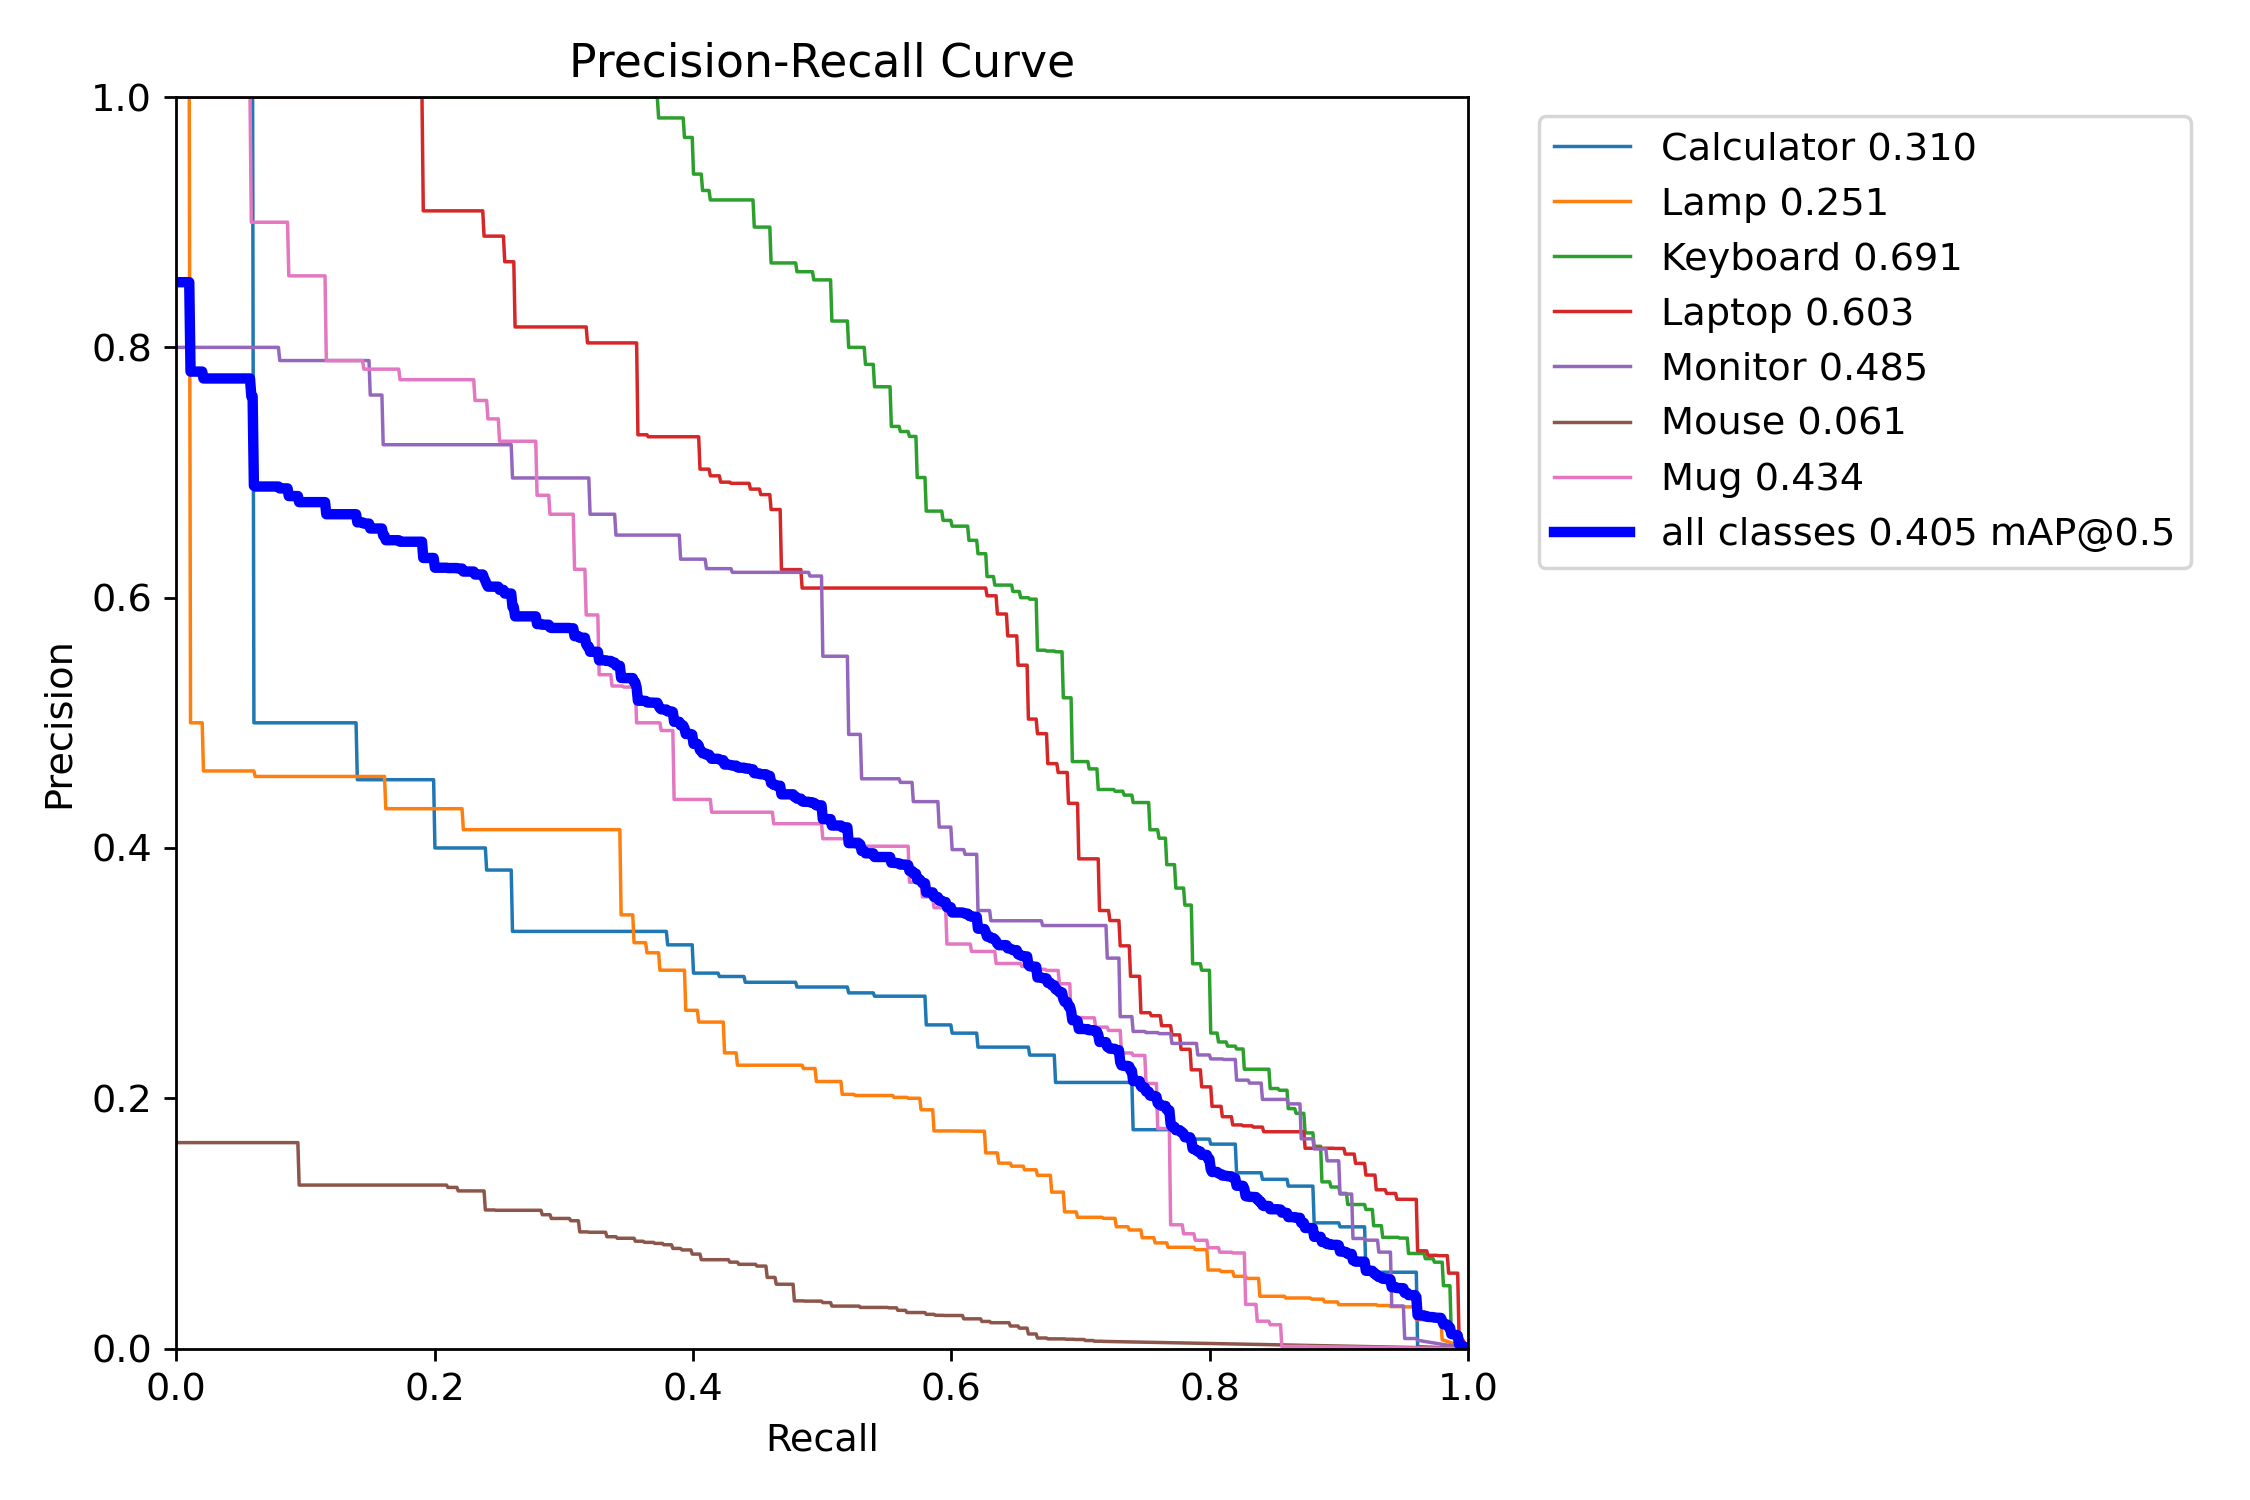 Precision-Recall Curve
1.0
0.8
0.6
0.4
0.2
0.0
Precision
0.0 0.2 0.4 0.6 0.8 1.0
Recall
Calculator 0.310
Lamp 0.251
Keyboard 0.691
Laptop 0.603
Monitor 0.485
Mouse 0.061
Mug 0.434
all classes 0.405 mAP@0.5